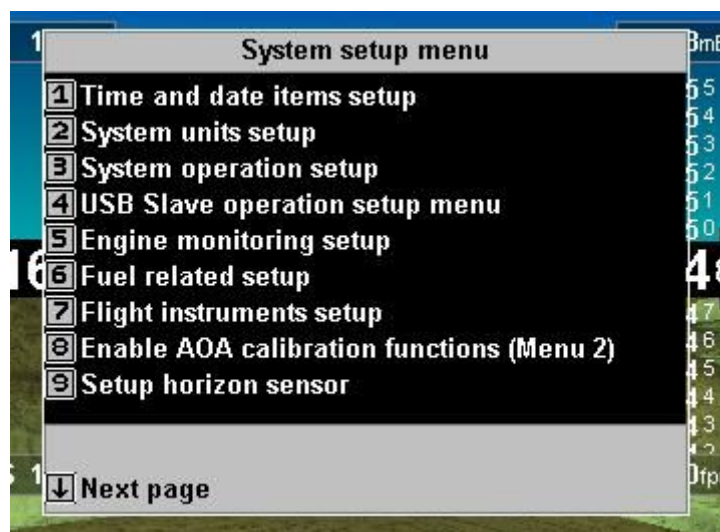 System setup menu
1 Time and date items setup
2 System units setup
3 System operation setup
4 USB Slave operation setup menu
5 Engine monitoring setup
6 Fuel related setup
7 Flight instruments setup
8 Enable AOA calibration functions (Menu 2)
9 Setup horizon sensor
↓ Next page